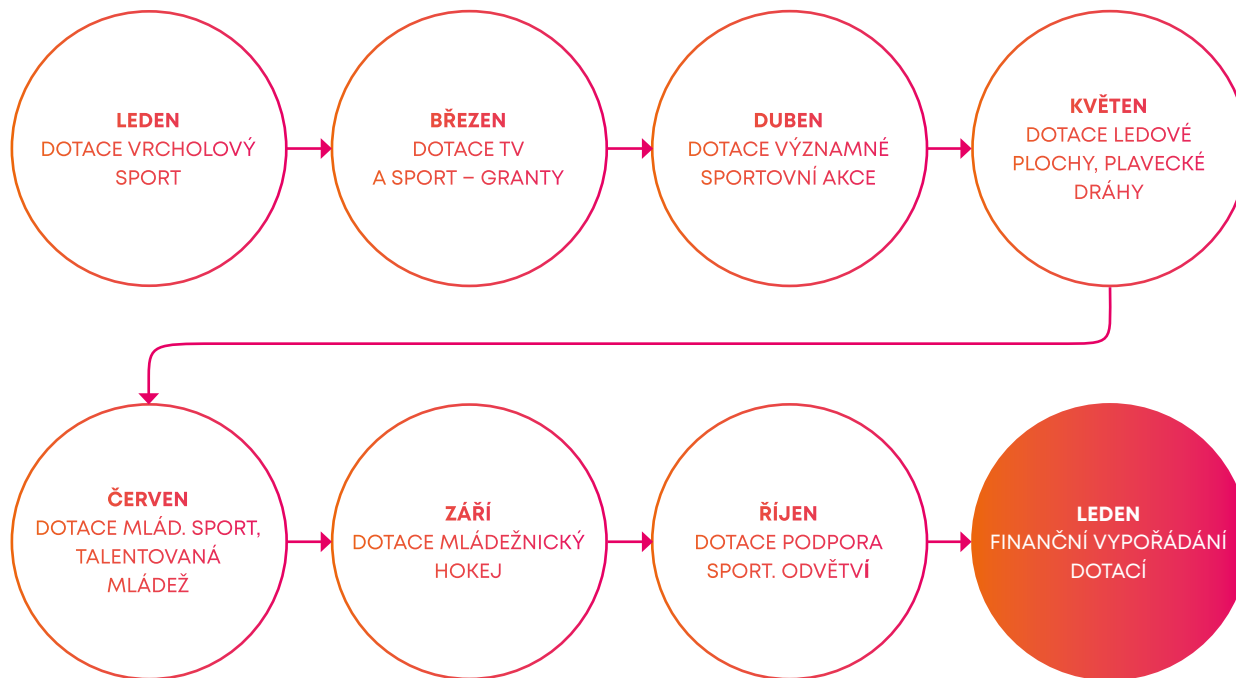 LEDEN
DOTACE VRCHOLOVÝ
SPORT
BŘEZEN
DOTACE TV
A SPORT – GRANTY
DUBEN
DOTACE VÝZNAMNÉ
SPORTOVNÍ AKCE
KVĚTEN
DOTACE LEDOVÉ
PLOCHY, PLAVECKÉ
DRÁHY
ČERVEN
DOTACE MLÁD. SPORT,
TALENTOVANÁ
MLÁDEŽ
ZÁŘÍ
DOTACE MLÁDEŽNICKÝ
HOKEJ
ŘÍJEN
DOTACE PODPORA
SPORT. ODVĚTVÍ
LEDEN
FINANČNÍ VYPOŘÁDÁNÍ
DOTACÍ